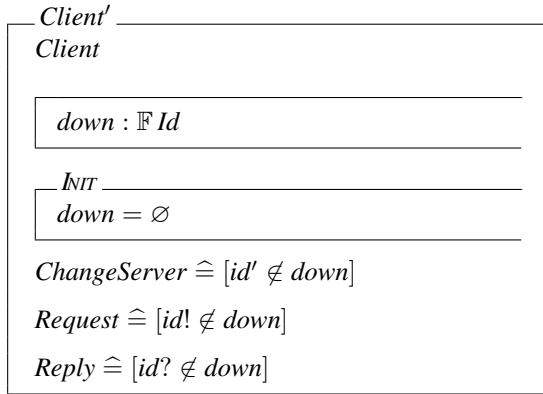 Client′
Client
down : 𝔽 Id
INIT
down = ∅
ChangeServer ≙ [id′ ∉ down]
Request ≙ [id! ∉ down]
Reply ≙ [id? ∉ down]